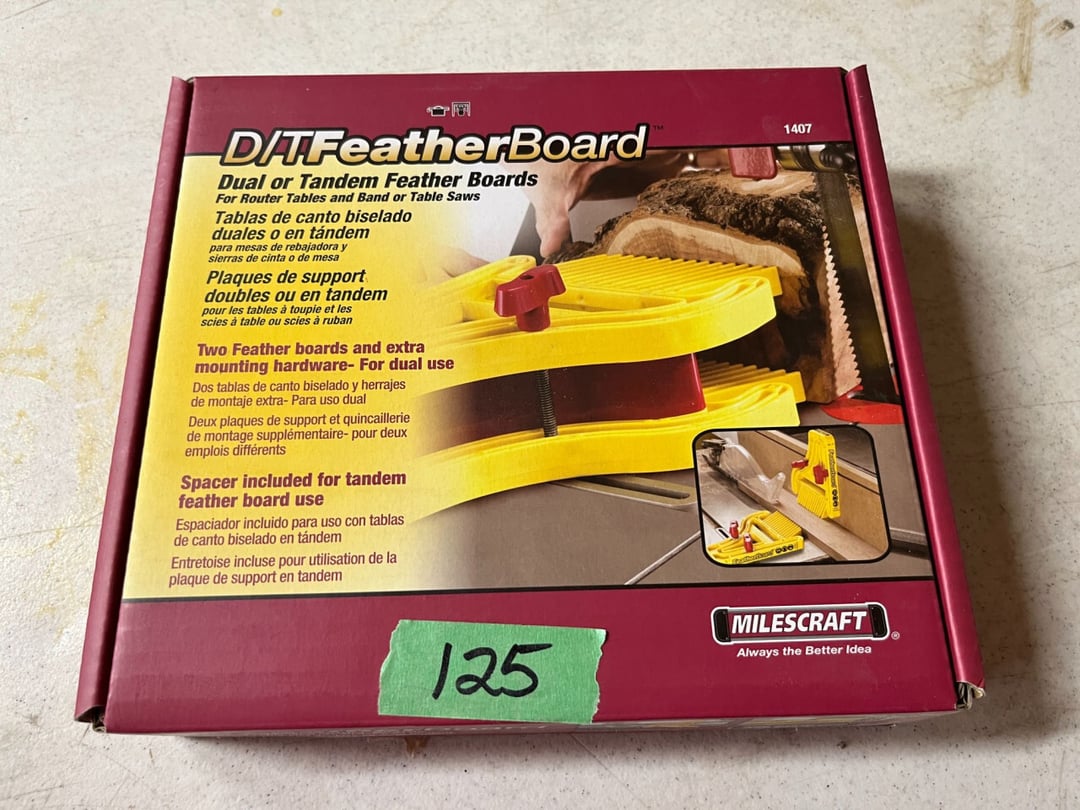 D/TFeatherBoard™
1407
Dual or Tandem Feather Boards
For Router Tables and Band or Table Saws
Tablas de canto biselado
duales o en tándem
para mesas de rebajadora y
sierras de cinta o de mesa
Plaques de support
doubles ou en tandem
pour les tables à toupie et les
scies à table ou scies à ruban
Two Feather boards and extra
mounting hardware- For dual use
Dos tablas de canto biselado y herrajes
de montaje extra- Para uso dual
Deux plaques de support et quincaillerie
de montage supplémentaire- pour deux
emplois différents
Spacer included for tandem
feather board use
Espaciador incluido para uso con tablas
de canto biselado en tándem
Entretoise incluse pour utilisation de la
plaque de support en tandem
FeatherBoard
FeatherBoard
MILESCRAFT®
Always the Better Idea
125